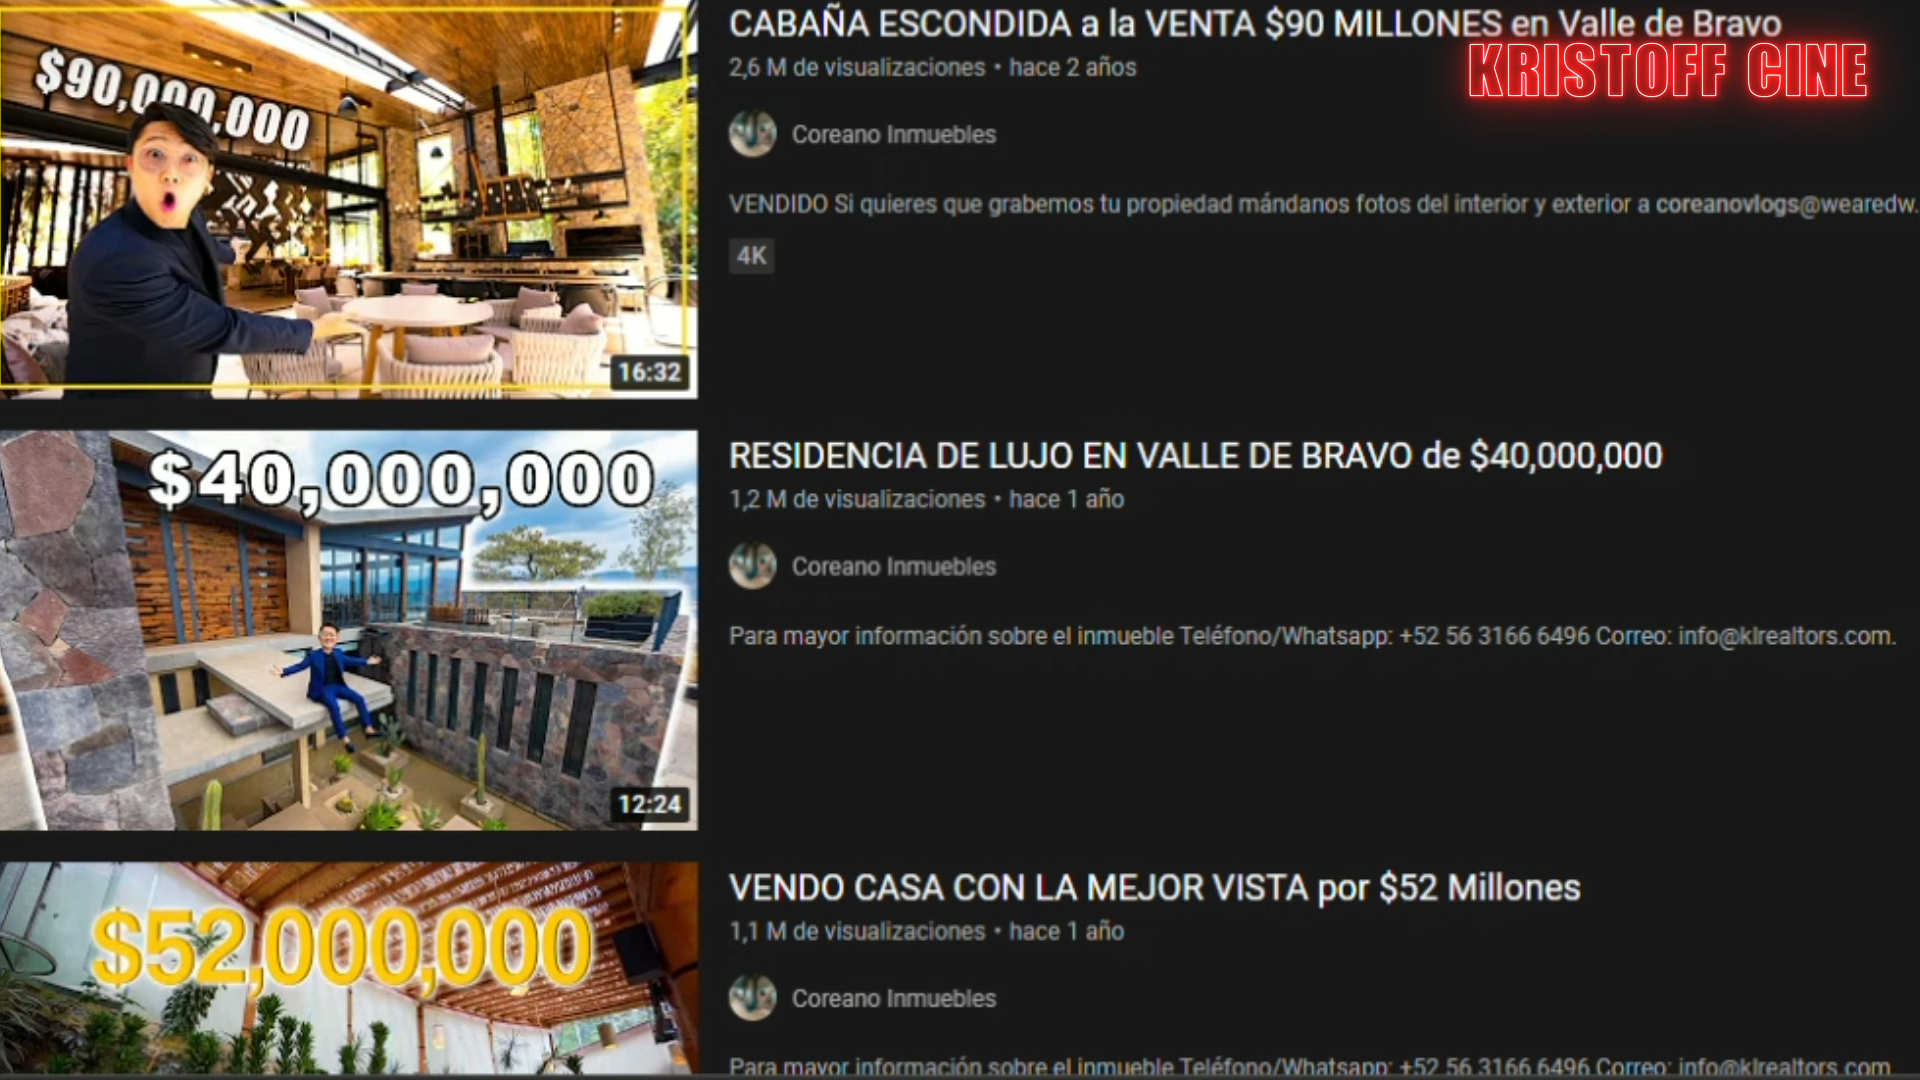 $90,000,000
16:32
CABAÑA ESCONDIDA a la VENTA $90 MILLONES en Valle de Bravo
2,6 M de visualizaciones • hace 2 años
KRISTOFF CINE
Coreano Inmuebles
VENDIDO Si quieres que grabemos tu propiedad mándanos fotos del interior y exterior a coreanovlogs@wearedw.
4K
$40,000,000
12:24
RESIDENCIA DE LUJO EN VALLE DE BRAVO de $40,000,000
1,2 M de visualizaciones • hace 1 año
Coreano Inmuebles
Para mayor información sobre el inmueble Teléfono/Whatsapp: +52 56 3166 6496 Correo: info@klrealtors.com.
$52,000,000
VENDO CASA CON LA MEJOR VISTA por $52 Millones
1,1 M de visualizaciones • hace 1 año
Coreano Inmuebles
Para mayor información sobre el inmueble Teléfono/Whatsapp: +52 56 3166 6496 Correo: info@klrealtors.com